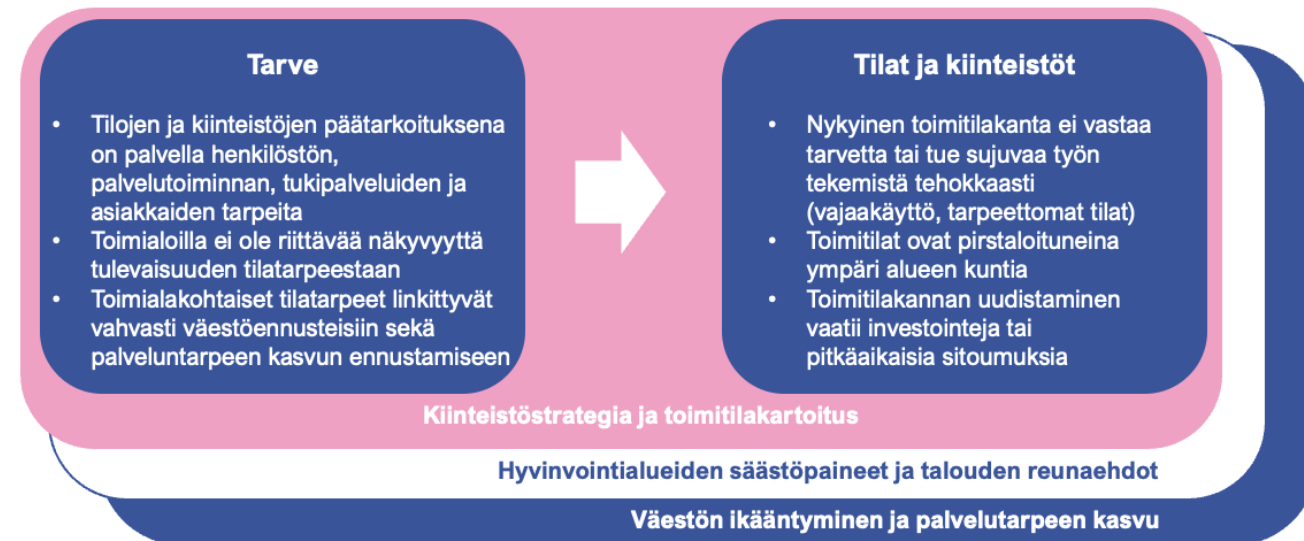 Tarve
• Tilojen ja kiinteistöjen päätarkoituksena
on palvella henkilöstön,
palvelutoiminnan, tukipalveluiden ja
asiakkaiden tarpeita
• Toimialoilla ei ole riittävää näkyvyyttä
tulevaisuuden tilatarpeestaan
• Toimialakohtaiset tilatarpeet linkittyvät
vahvasti väestöennusteisiin sekä
palveluntarpeen kasvun ennustamiseen
Tilat ja kiinteistöt
• Nykyinen toimitilakanta ei vastaa
tarvetta tai tue sujuvaa työn
tekemistä tehokkaasti
(vajaakäyttö, tarpeettomat tilat)
• Toimitilat ovat pirstaloituneina
ympäri alueen kuntia
• Toimitilakannan uudistaminen
vaatii investointeja tai
pitkäaikaisia sitoumuksia
Kiinteistöstrategia ja toimitilakartoitus
Hyvinvointialueiden säästöpaineet ja talouden reunaehdot
Väestön ikääntyminen ja palvelutarpeen kasvu